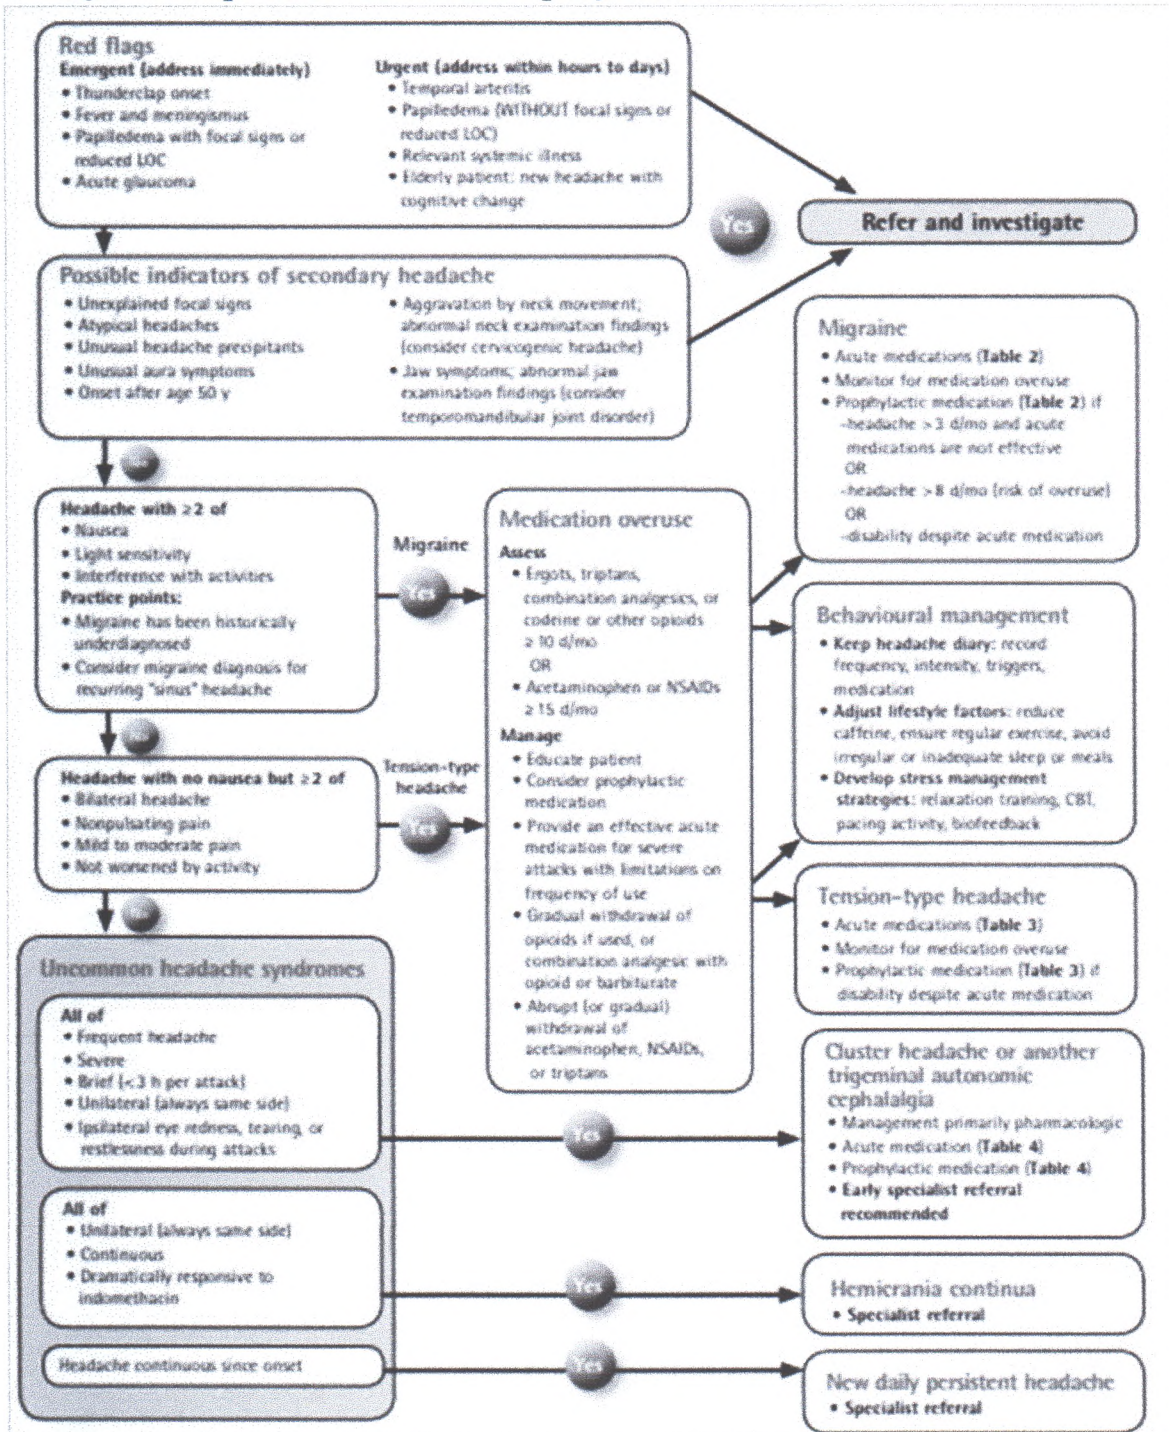 Red flags
Emergent (address immediately)
• Thunderclap onset
• Fever and meningismus
• Papilledema with focal signs or
reduced LOC
• Acute glaucoma
Urgent (address within hours to days)
• Temporal arteritis
• Papilledema (WITHOUT focal signs or
reduced LOC)
• Relevant systemic illness
• Elderly patient: new headache with
cognitive change
Yes
Refer and investigate
Possible indicators of secondary headache
• Unexplained focal signs
• Atypical headaches
• Unusual headache precipitants
• Unusual aura symptoms
• Onset after age 50 y
• Aggravation by neck movement;
abnormal neck examination findings
(consider cervicogenic headache)
• Jaw symptoms; abnormal jaw
examination findings (consider
temporomandibular joint disorder)
Headache with ≥2 of
• Nausea
• Light sensitivity
• Interference with activities
Practice points:
• Migraine has been historically
underdiagnosed
• Consider migraine diagnosis for
recurring "sinus" headache
Migraine
Yes
Headache with no nausea but ≥2 of
• Bilateral headache
• Nonpulsating pain
• Mild to moderate pain
• Not worsened by activity
Tension-type
headache
Yes
Medication overuse
Assess
• Ergots, triptans,
combination analgesics, or
codeine or other opioids
≥ 10 d/mo
OR
• Acetaminophen or NSAIDs
≥ 15 d/mo
Manage
• Educate patient
• Consider prophylactic
medication
• Provide an effective acute
medication for severe
attacks with limitations on
frequency of use
• Gradual withdrawal of
opioids if used, or
combination analgesic with
opioid or barbiturate
• Abrupt (or gradual)
withdrawal of
acetaminophen, NSAIDs,
or triptans
Migraine
• Acute medications (Table 2)
• Monitor for medication overuse
• Prophylactic medication (Table 2) if
-headache >3 d/mo and acute
medications are not effective
OR
-headache >8 d/mo (risk of overuse)
OR
-disability despite acute medication
Behavioural management
• Keep headache diary: record
frequency, intensity, triggers,
medication
• Adjust lifestyle factors: reduce
caffeine, ensure regular exercise, avoid
irregular or inadequate sleep or meals
• Develop stress management
strategies: relaxation training, CBT,
pacing activity, biofeedback
Tension-type headache
• Acute medications (Table 3)
• Monitor for medication overuse
• Prophylactic medication (Table 3) if
disability despite acute medication
Uncommon headache syndromes
All of
• Frequent headache
• Severe
• Brief (<3 h per attack)
• Unilateral (always same side)
• Ipsilateral eye redness, tearing, or
restlessness during attacks
Yes
Cluster headache or another
trigeminal autonomic
cephalalgia
• Management primarily pharmacologic
• Acute medication (Table 4)
• Prophylactic medication (Table 4)
• Early specialist referral
recommended
All of
• Unilateral (always same side)
• Continuous
• Dramatically responsive to
indomethacin
Yes
Hemicrania continua
• Specialist referral
Headache continuous since onset
Yes
New daily persistent headache
• Specialist referral